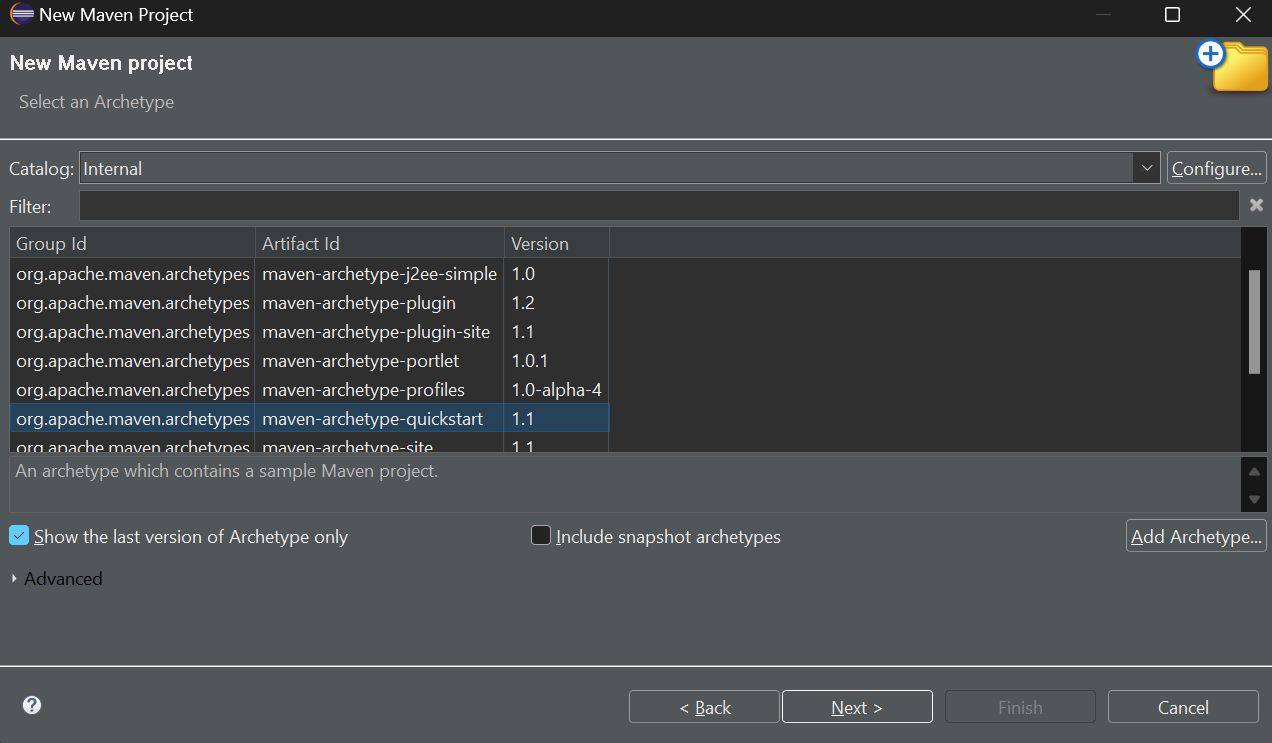 New Maven Project
New Maven project
Select an Archetype
Catalog: Internal Configure...
Filter:
Group Id Artifact Id Version
org.apache.maven.archetypes maven-archetype-j2ee-simple 1.0
org.apache.maven.archetypes maven-archetype-plugin 1.2
org.apache.maven.archetypes maven-archetype-plugin-site 1.1
org.apache.maven.archetypes maven-archetype-portlet 1.0.1
org.apache.maven.archetypes maven-archetype-profiles 1.0-alpha-4
org.apache.maven.archetypes maven-archetype-quickstart 1.1
org.apache.maven.archetypes maven-archetype-site 1.1
An archetype which contains a sample Maven project.
Show the last version of Archetype only Include snapshot archetypes Add Archetype...
Advanced
? < Back Next > Finish Cancel